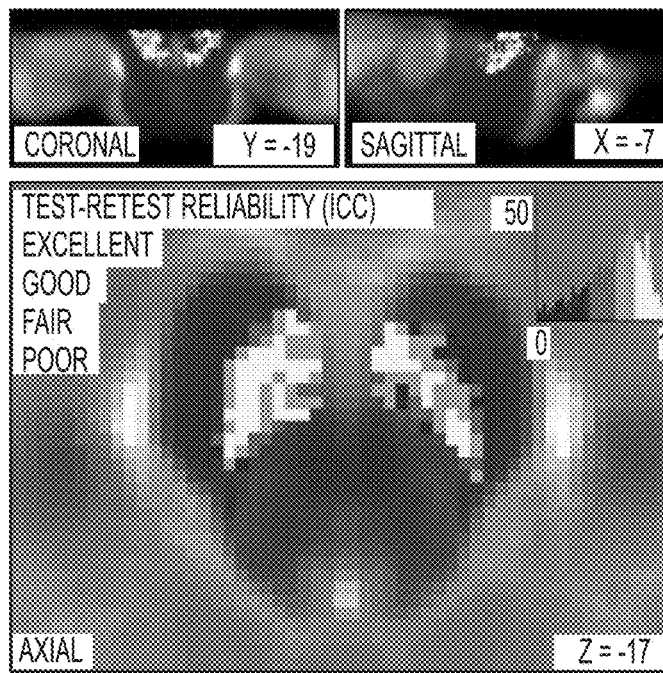 CORONAL
Y = -19
SAGITTAL
X = -7
TEST-RETEST RELIABILITY (ICC)
50
EXCELLENT
GOOD
FAIR
POOR
0
AXIAL
Z = -17